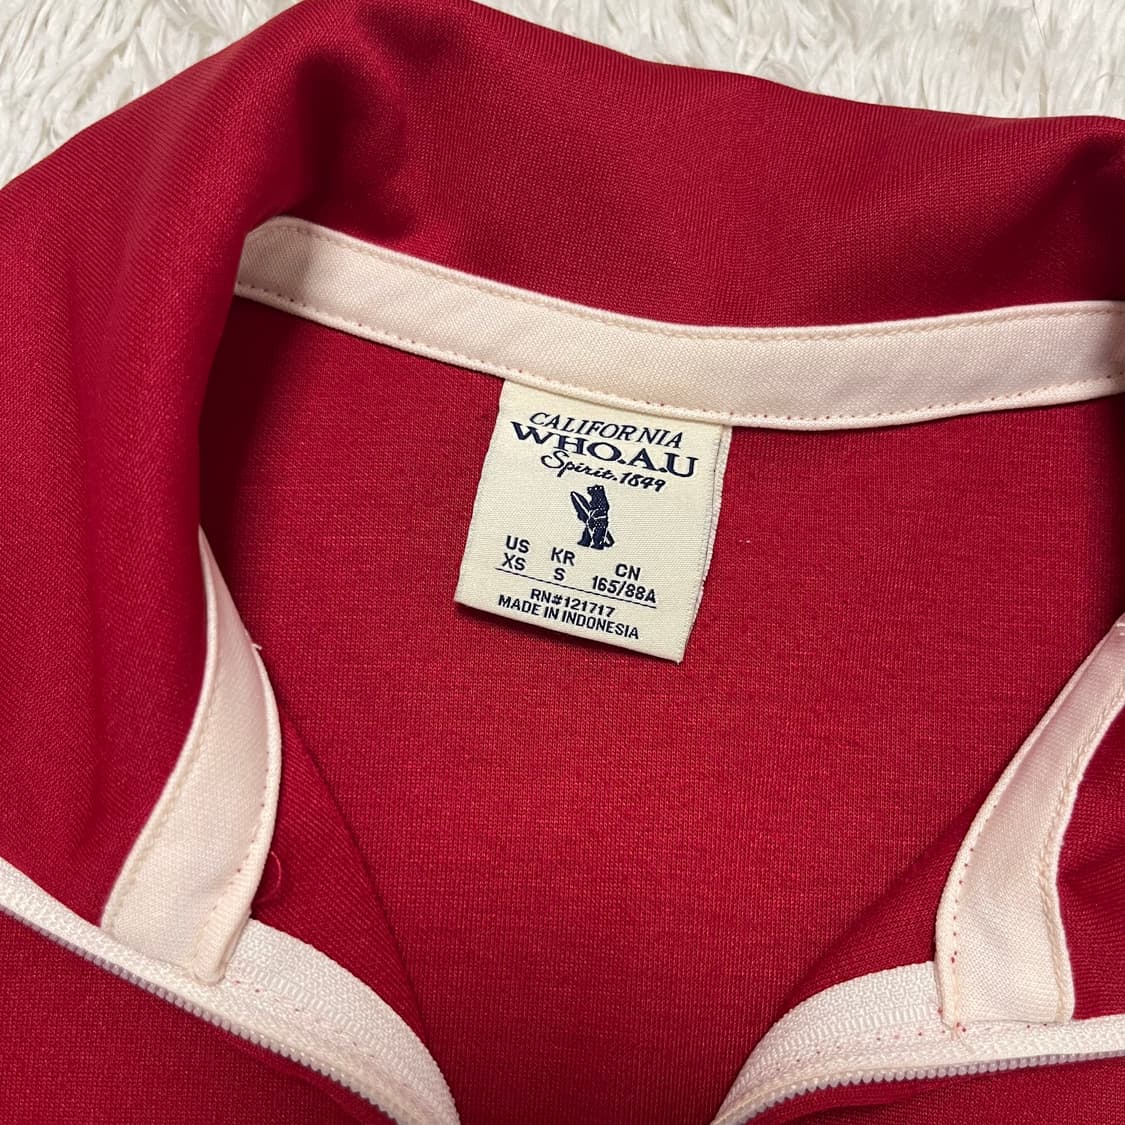 CALIFORNIA
WHO.A.U
Spirit.1849
US KR CN
XS S 165/88A
RN#121717
MADE IN INDONESIA